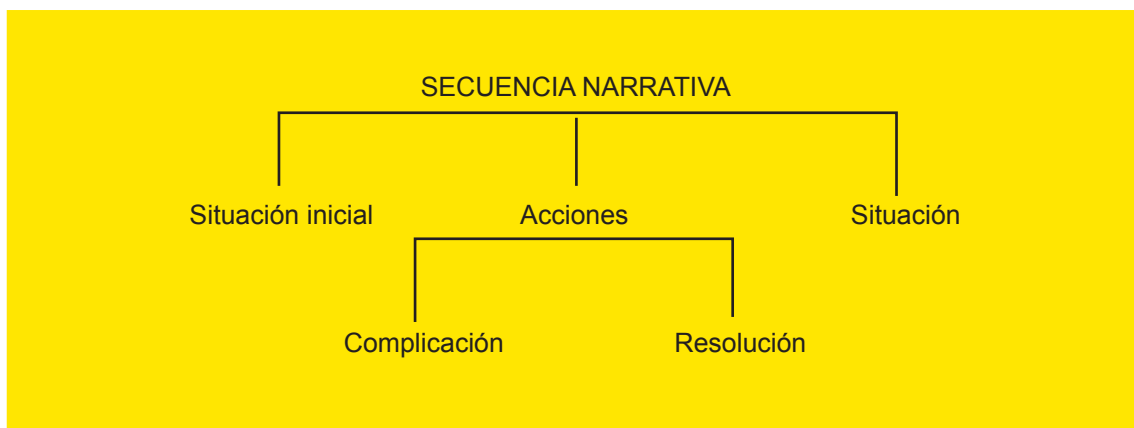 SECUENCIA NARRATIVA
Situación inicial Acciones Situación
Complicación Resolución